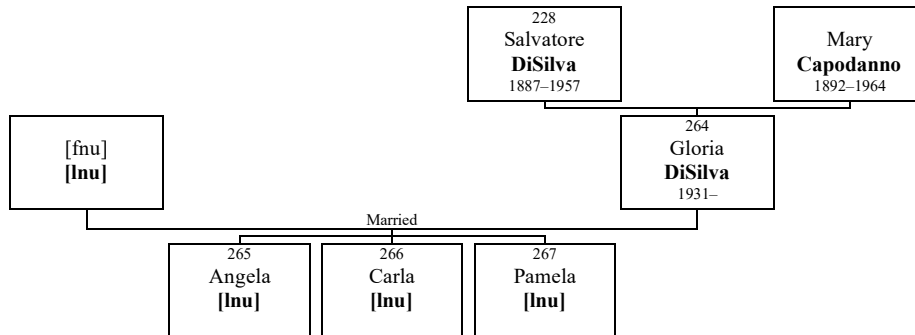 228
Salvatore
DiSilva
1887–1957
Mary
Capodanno
1892–1964
[fnu]
[lnu]
264
Gloria
DiSilva
1931–
Married
265
Angela
[lnu]
266
Carla
[lnu]
267
Pamela
[lnu]